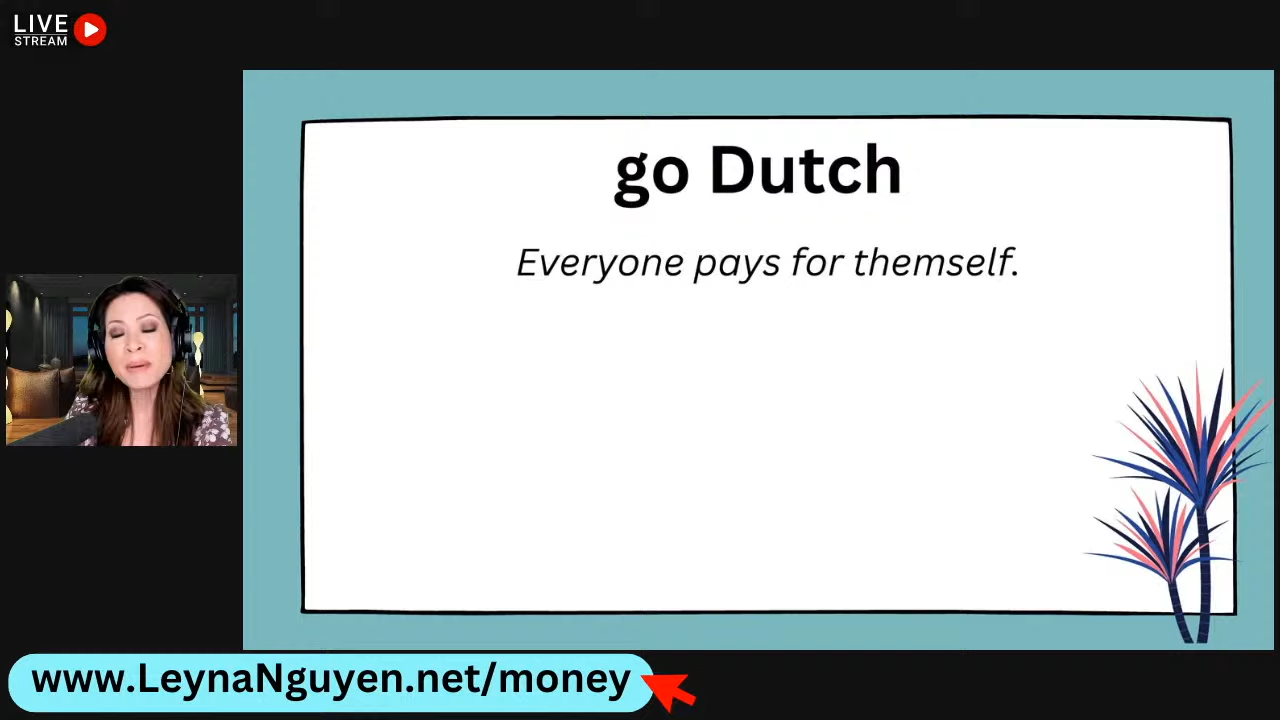 LIVE
STREAM
go Dutch
Everyone pays for themself.
www.LeynaNguyen.net/money